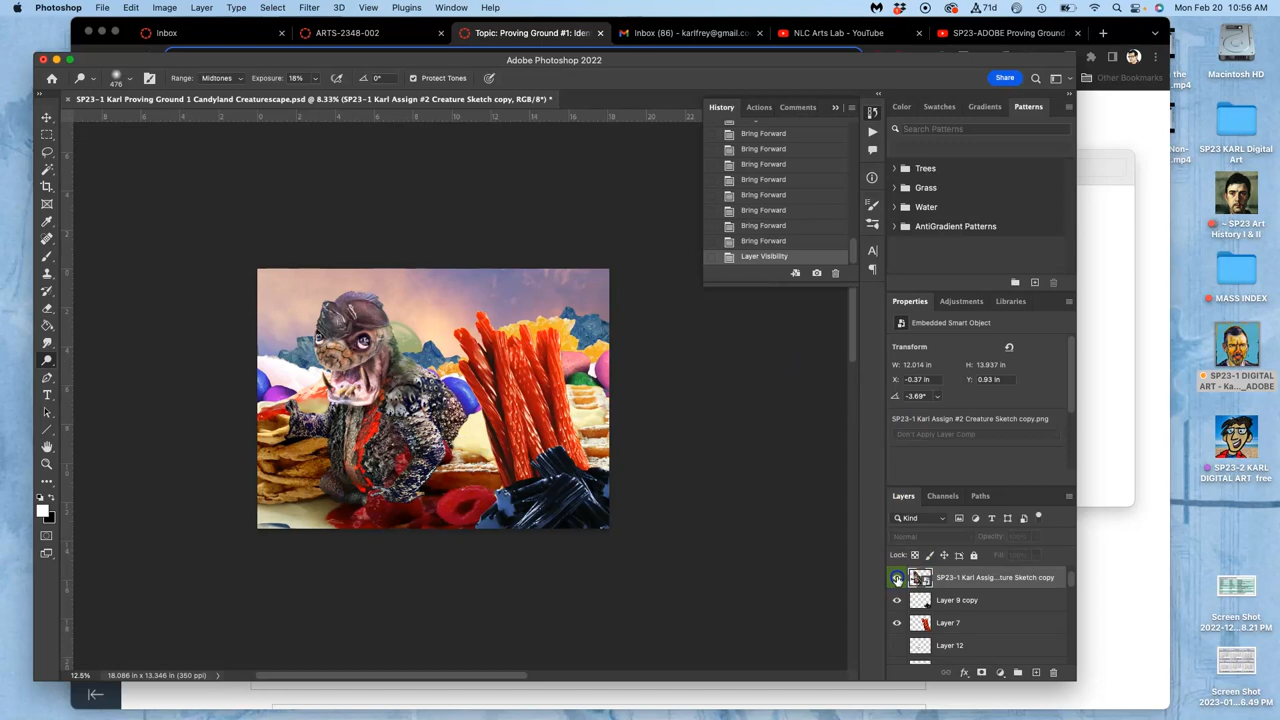 Photoshop File Edit Image Layer Type Select Filter 3D View Plugins Window Help 71d Mon Feb 20 10:56 AM
Inbox ARTS-2348-002 Topic: Proving Ground #1: Iden Inbox (86) - karlfrey@gmail.co NLC Arts Lab - YouTube SP23-ADOBE Proving Ground
Adobe Photoshop 2022
476 Range: Midtones Exposure: 18% 0° Protect Tones Share Other Bookmarks
SP23-1 Karl Proving Ground 1 Candyland Creaturescape.psd @ 8.33% (SP23-1 Karl Assign #2 Creature Sketch copy, RGB/8*) *
History Actions Comments
Bring Forward
Bring Forward
Bring Forward
Bring Forward
Bring Forward
Bring Forward
Bring Forward
Bring Forward
Layer Visibility
Color Swatches Gradients Patterns
Search Patterns
Trees
Grass
Water
AntiGradient Patterns
Properties Adjustments Libraries
Embedded Smart Object
Transform
W: 12.014 in H: 13.937 in
X: -0.37 in Y: 0.93 in
-3.69°
SP23-1 Karl Assign #2 Creature Sketch copy.png
Don't Apply Layer Comp
Layers Channels Paths
Kind
Normal Opacity:
Lock: Fill:
SP23-1 Karl Assig...ture Sketch copy
Layer 9 copy
Layer 7
Layer 12
12.5% 18.086 in x 13.346 in (350 ppi)
Macintosh HD
SP23 KARL Digital
Art
~ SP23 Art
History I & II
MASS INDEX
SP23-1 DIGITAL
ART - Ka..._ADOBE
SP23-2 KARL
DIGITAL ART free
Screen Shot
2022-12...8.21 PM
Screen Shot
2023-01...6.49 PM